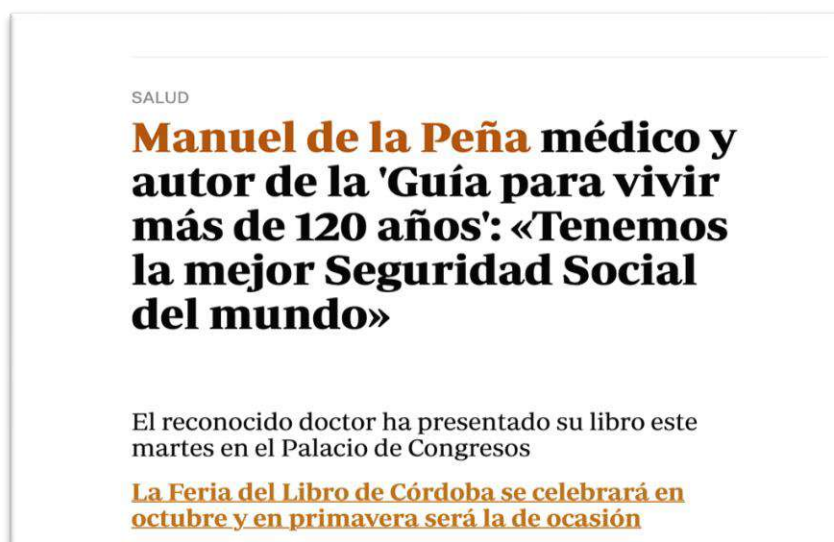 SALUD
Manuel de la Peña médico y
autor de la 'Guía para vivir
más de 120 años': «Tenemos
la mejor Seguridad Social
del mundo»
El reconocido doctor ha presentado su libro este
martes en el Palacio de Congresos
La Feria del Libro de Córdoba se celebrará en
octubre y en primavera será la de ocasión